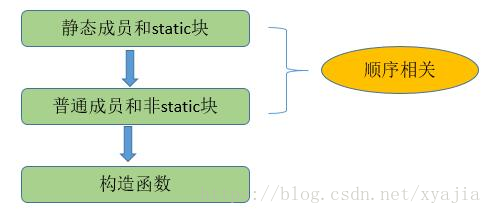 静态成员和static块
顺序相关
普通成员和非static块
构造函数
https://blog.csdn.net/xyajia